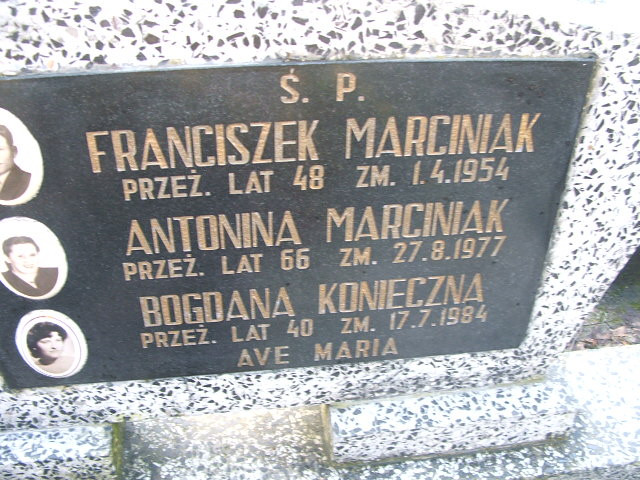 Ś. P.
FRANCISZEK MARCINIAK
PRZEŻ. LAT 48 ZM. 1.4.1954
ANTONINA MARCINIAK
PRZEŻ. LAT 66 ZM. 27.8.1977
BOGDANA KONIECZNA
PRZEŻ. LAT 40 ZM. 17.7.1984
AVE MARIA